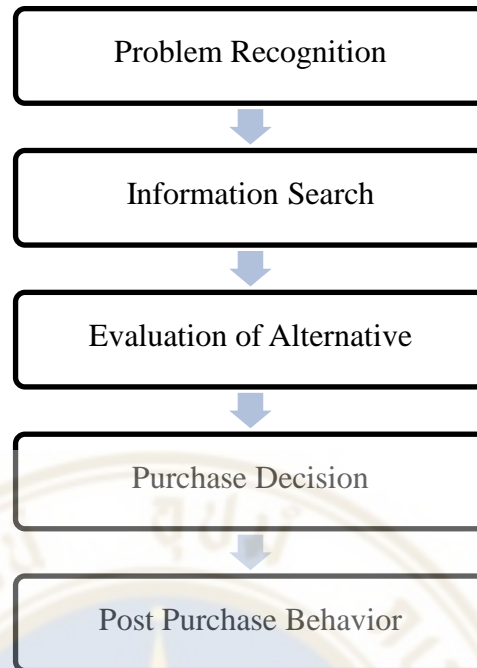 Problem Recognition
Information Search
Evaluation of Alternative
Purchase Decision
Post Purchase Behavior